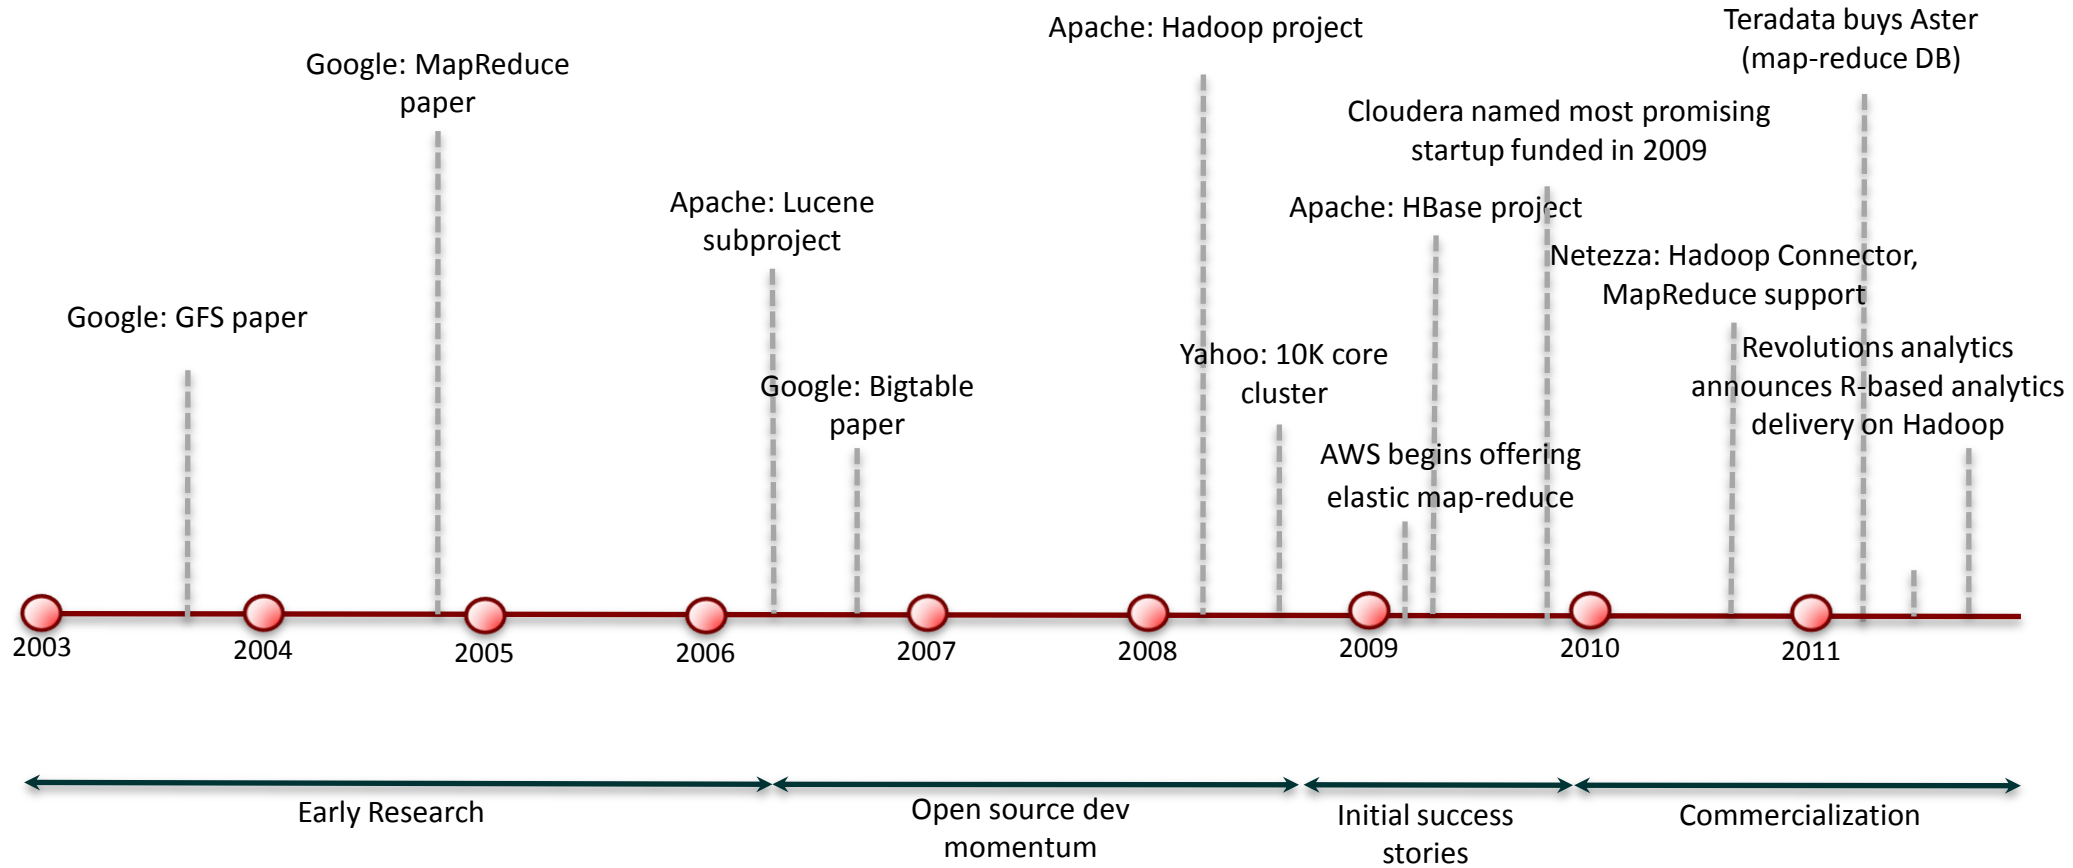 Apache: Hadoop project
Teradata buys Aster
(map-reduce DB)
Google: MapReduce
paper
Cloudera named most promising
startup funded in 2009
Apache: Lucene
subproject
Apache: HBase project
Netezza: Hadoop Connector,
MapReduce support
Google: GFS paper
Yahoo: 10K core
cluster
Revolutions analytics
announces R-based analytics
delivery on Hadoop
Google: Bigtable
paper
AWS begins offering
elastic map-reduce
2003
2004
2005
2006
2007
2008
2009
2010
2011
Early Research
Open source dev
momentum
Initial success
stories
Commercialization